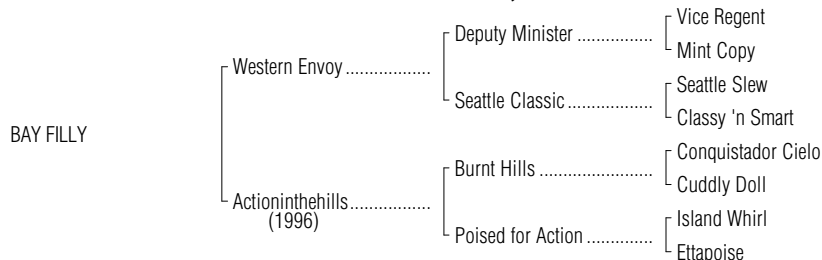 Vice Regent
Deputy Minister ................
Mint Copy
Western Envoy ..................
Seattle Slew
Seattle Classic ..................
Classy 'n Smart
BAY FILLY
Conquistador Cielo
Burnt Hills .......................
Cuddly Doll
Actioninthehills .................
(1996)
Island Whirl
Poised for Action ..............
Ettapoise